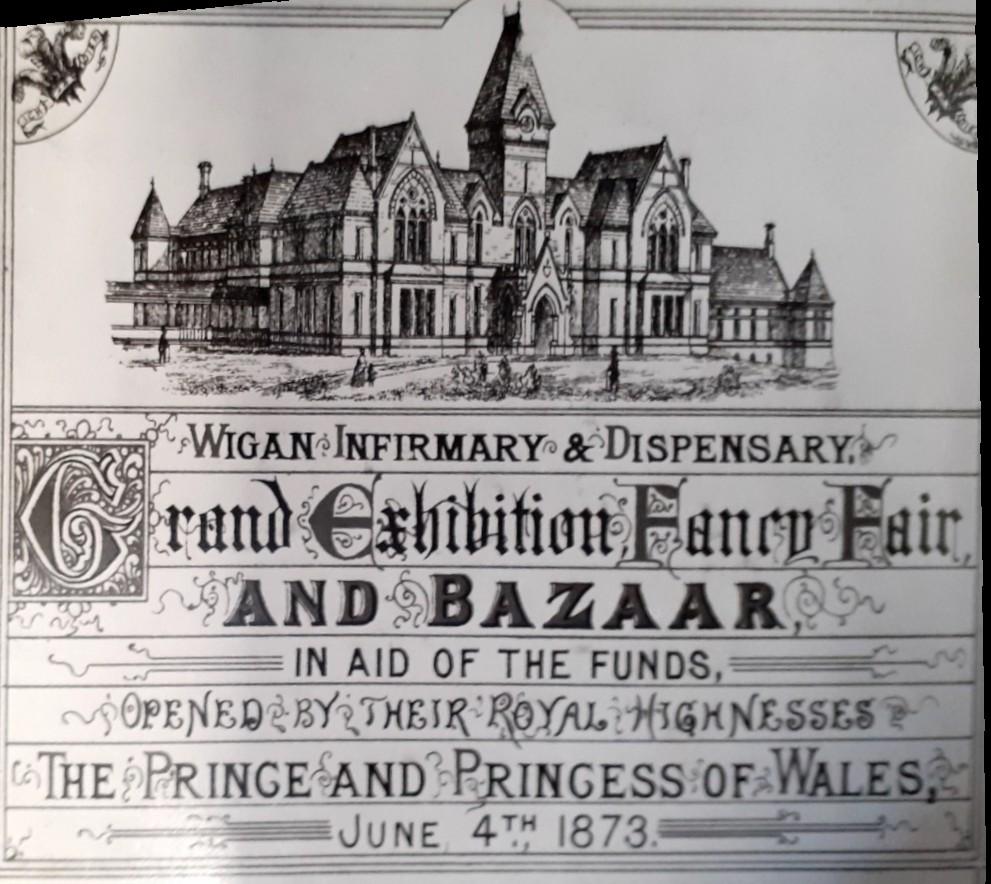 WIGAN INFIRMARY & DISPENSARY.
Grand Exhibition, Fancy Fair,
AND BAZAAR,
IN AID OF THE FUNDS,
OPENED BY THEIR ROYAL HIGHNESSES
THE PRINCE AND PRINCESS OF WALES,
JUNE 4TH, 1873.